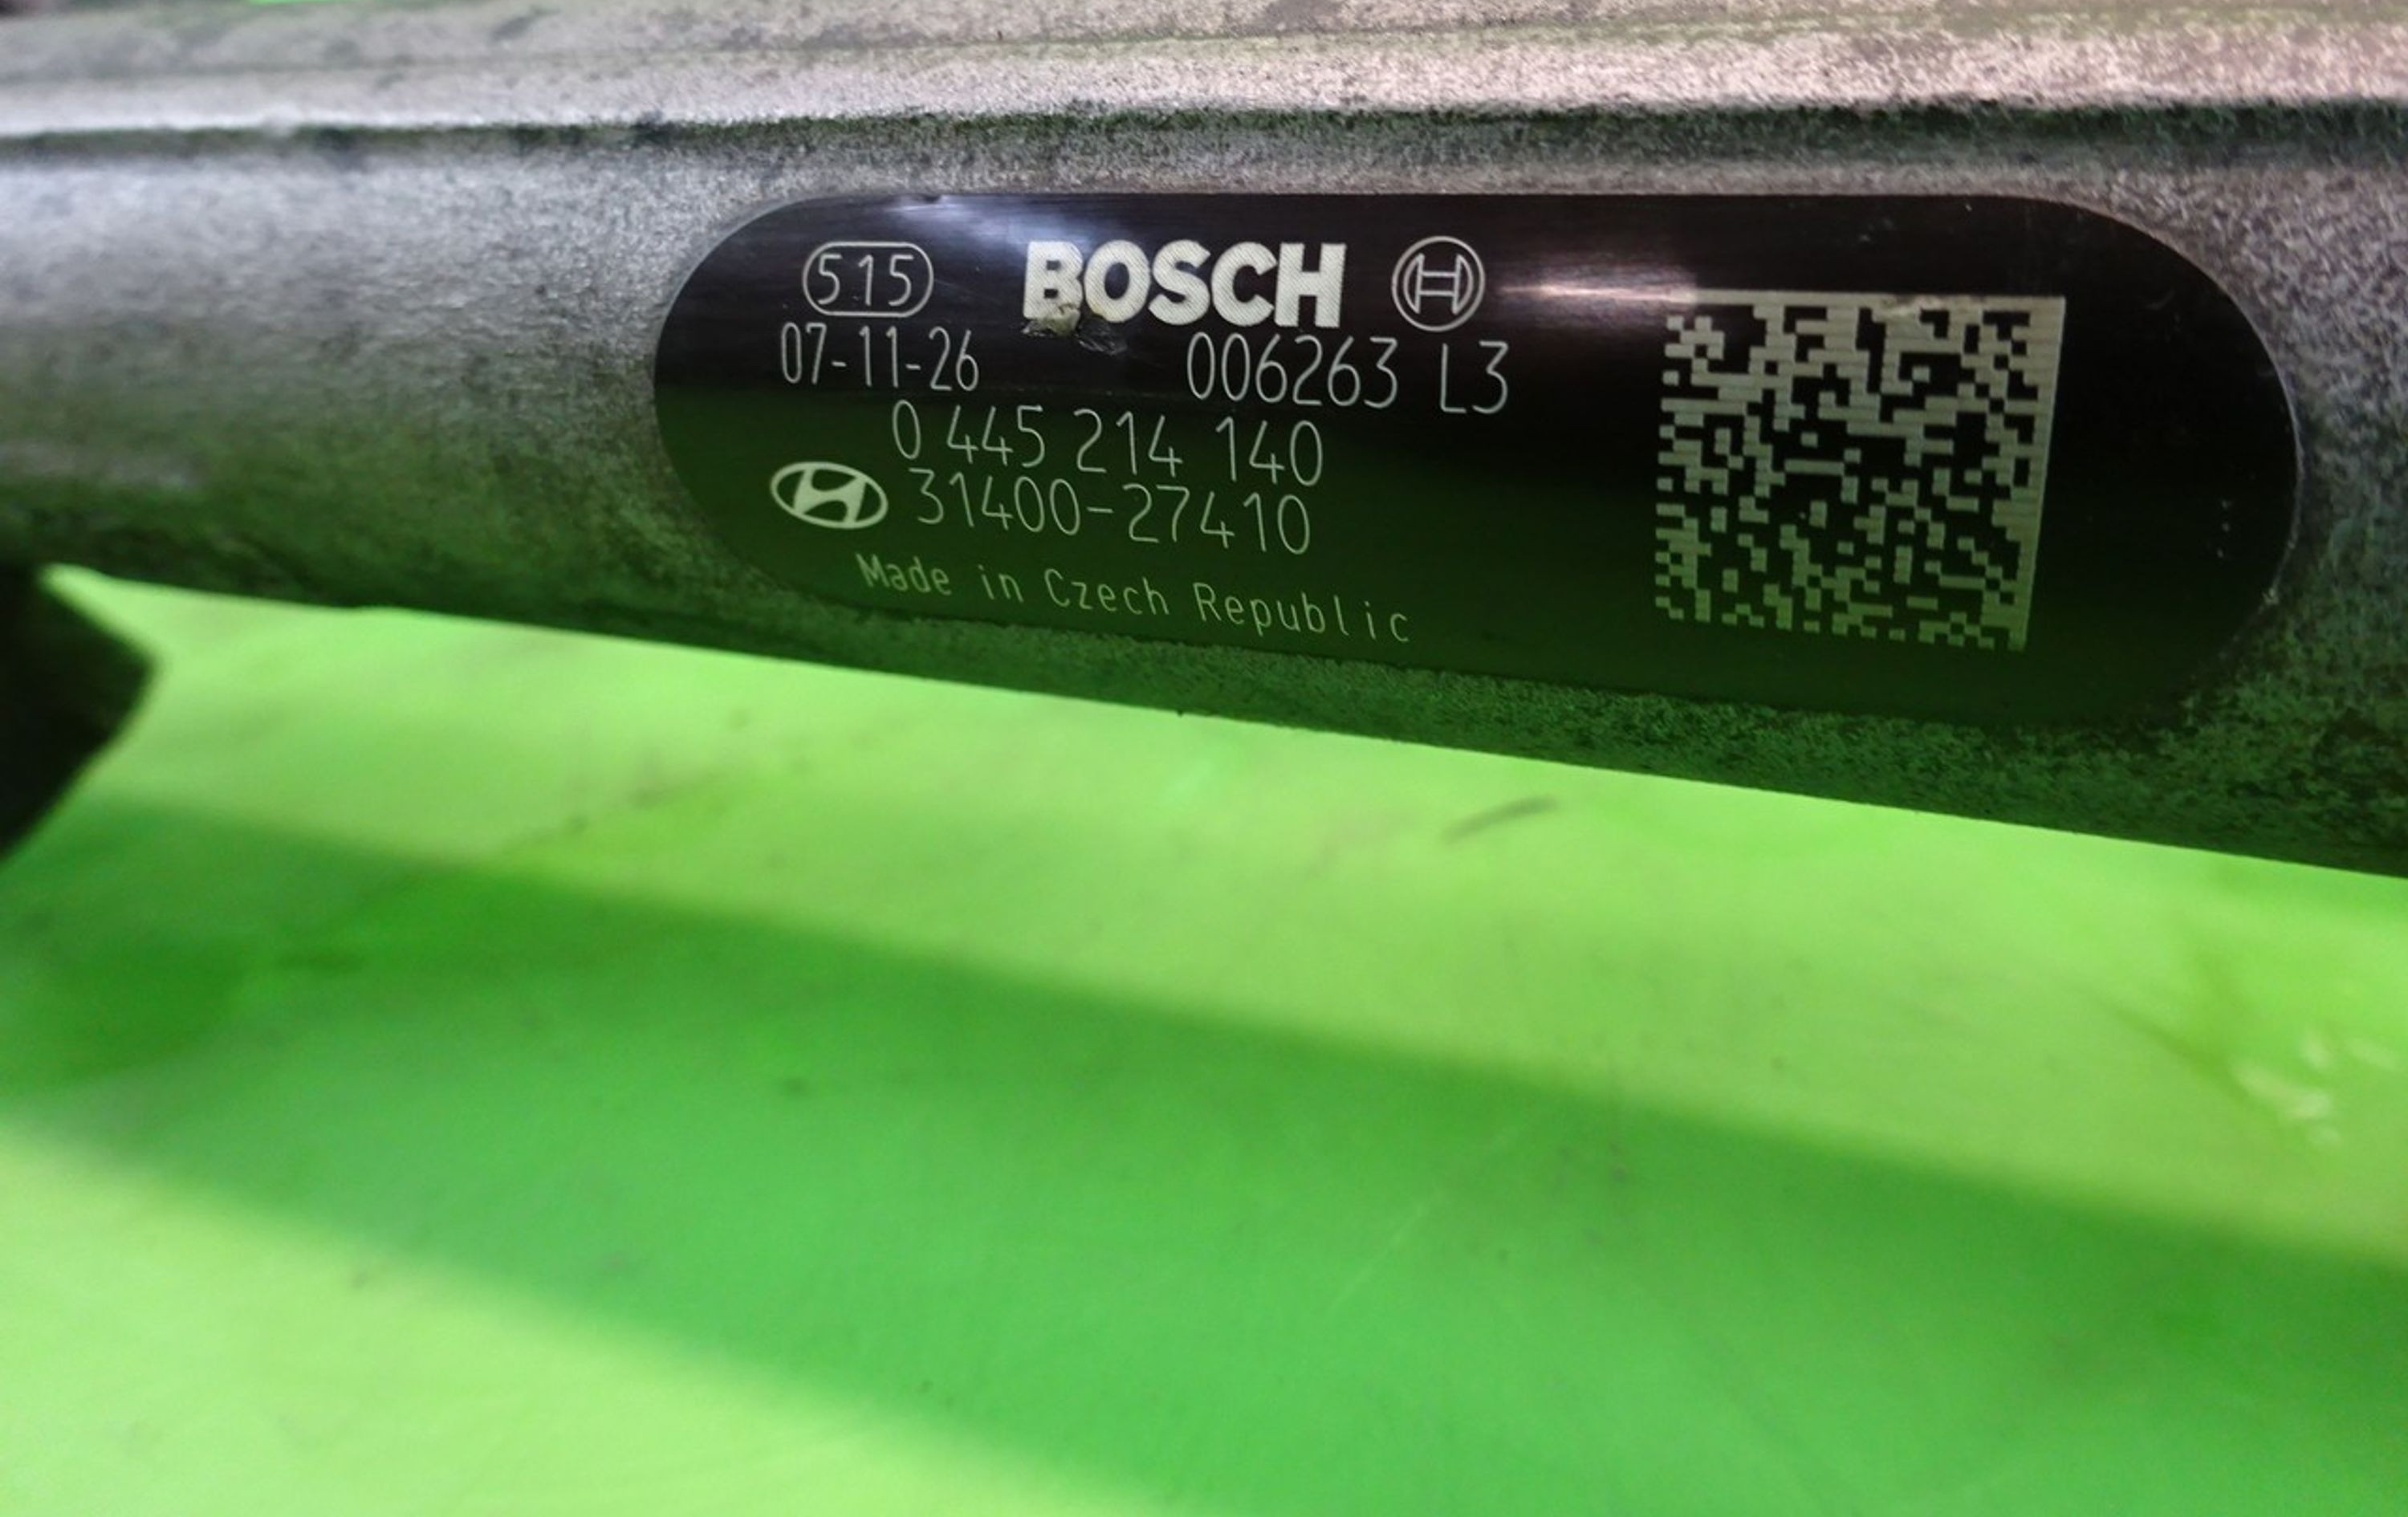 515 BOSCH
07-11-26 006263 L3
0 445 214 140
31400-27410
Made in Czech Republic